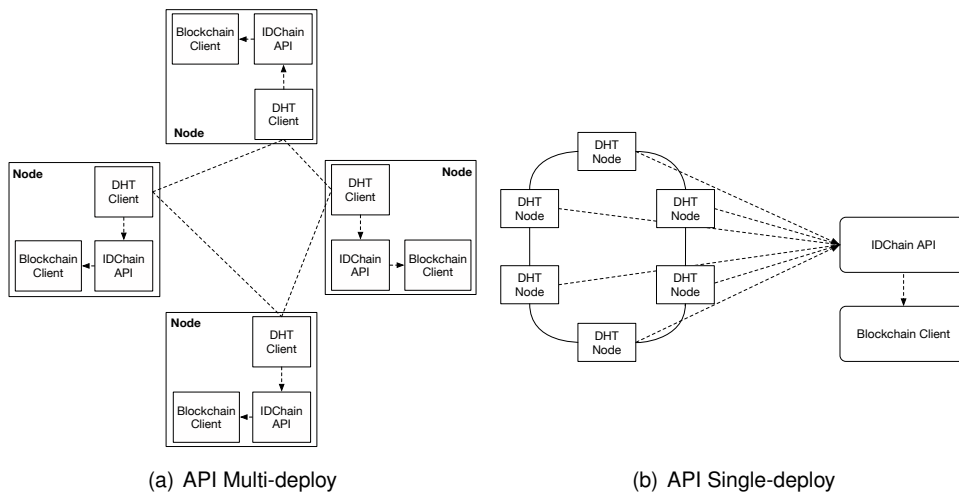 Blockchain
Client
IDChain
API
DHT
Client
Node
Node
DHT
Client
Blockchain
Client
IDChain
API
Node
DHT
Client
IDChain
API
Blockchain
Client
Node
DHT
Client
Blockchain
Client
IDChain
API
(a) API Multi-deploy
DHT
Node
DHT
Node
DHT
Node
DHT
Node
DHT
Node
DHT
Node
IDChain API
Blockchain Client
(b) API Single-deploy